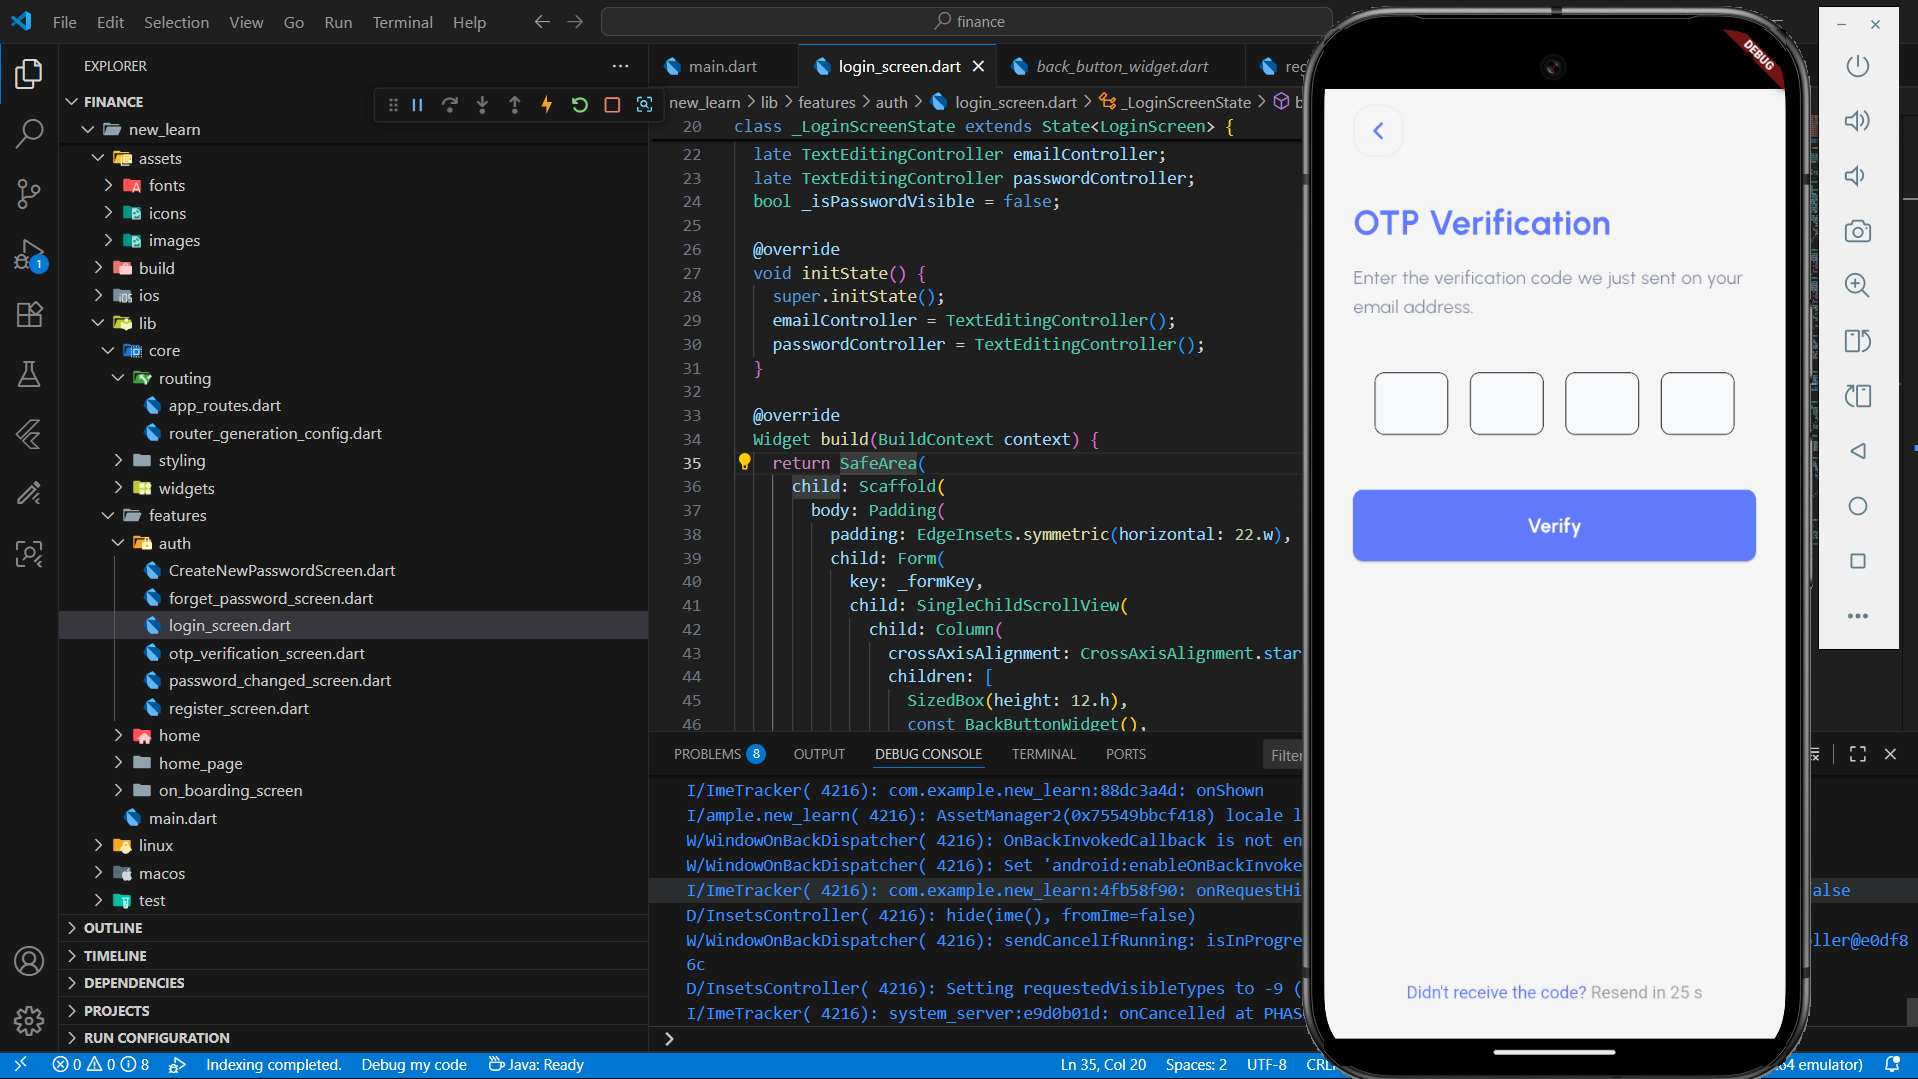 File Edit Selection View Go Run Terminal Help
finance
EXPLORER
FINANCE
new_learn
assets
fonts
icons
images
build
ios
lib
core
routing
app_routes.dart
router_generation_config.dart
styling
widgets
features
auth
CreateNewPasswordScreen.dart
forget_password_screen.dart
login_screen.dart
otp_verification_screen.dart
password_changed_screen.dart
register_screen.dart
home
home_page
on_boarding_screen
main.dart
linux
macos
test
OUTLINE
TIMELINE
DEPENDENCIES
PROJECTS
RUN CONFIGURATION
1
main.dart login_screen.dart back_button_widget.dart
new_learn > lib > features > auth > login_screen.dart > _LoginScreenState >
20 class _LoginScreenState extends State<LoginScreen> {
22 late TextEditingController emailController;
23 late TextEditingController passwordController;
24 bool _isPasswordVisible = false;
25
26 @override
27 void initState() {
28 super.initState();
29 emailController = TextEditingController();
30 passwordController = TextEditingController();
31 }
32
33 @override
34 Widget build(BuildContext context) {
35 return SafeArea(
36 child: Scaffold(
37 body: Padding(
38 padding: EdgeInsets.symmetric(horizontal: 22.w),
39 child: Form(
40 key: _formKey,
41 child: SingleChildScrollView(
42 child: Column(
43 crossAxisAlignment: CrossAxisAlignment.star
44 children: [
45 SizedBox(height: 12.h),
46 const BackButtonWidget(),
PROBLEMS 8 OUTPUT DEBUG CONSOLE TERMINAL PORTS Filter
I/ImeTracker( 4216): com.example.new_learn:88dc3a4d: onShown
I/ample.new_learn( 4216): AssetManager2(0x75549bbcf418) locale l
W/WindowOnBackDispatcher( 4216): OnBackInvokedCallback is not en
W/WindowOnBackDispatcher( 4216): Set 'android:enableOnBackInvoke
I/ImeTracker( 4216): com.example.new_learn:4fb58f90: onRequestHi alse
D/InsetsController( 4216): hide(ime(), fromIme=false)
W/WindowOnBackDispatcher( 4216): sendCancelIfRunning: isInProgre ller@e0df8
6c
D/InsetsController( 4216): Setting requestedVisibleTypes to -9 (
I/ImeTracker( 4216): system_server:e9d0b01d: onCancelled at PHAS
DEBUG
OTP Verification
Enter the verification code we just sent on your
email address.
Verify
Didn't receive the code? Resend in 25 s
0 0 8 Indexing completed. Debug my code Java: Ready Ln 35, Col 20 Spaces: 2 UTF-8 64 emulator)